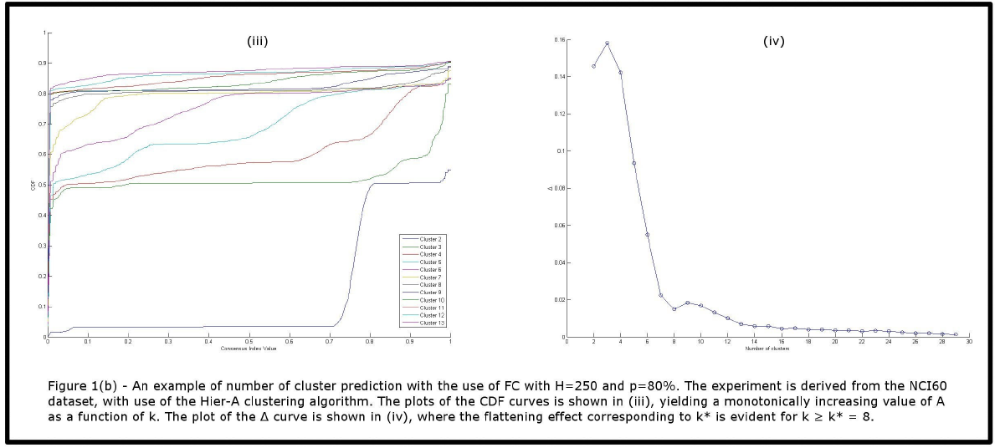 (iii)
1
0.9
0.8
0.7
0.6
0.5
0.4
0.3
0.2
0.1
0
CDF
0 0.1 0.2 0.3 0.4 0.5 0.6 0.7 0.8 0.9 1
Consensus Index Value
Cluster 2
Cluster 3
Cluster 4
Cluster 5
Cluster 6
Cluster 7
Cluster 8
Cluster 9
Cluster 10
Cluster 11
Cluster 12
Cluster 13
(iv)
0.16
0.14
0.12
0.1
0.08
0.06
0.04
0.02
0
Δ
0 2 4 6 8 10 12 14 16 18 20 22 24 26 28 30
Number of clusters
Figure 1(b) - An example of number of cluster prediction with the use of FC with H=250 and p=80%. The experiment is derived from the NCI60
dataset, with use of the Hier-A clustering algorithm. The plots of the CDF curves is shown in (iii), yielding a monotonically increasing value of A
as a function of k. The plot of the Δ curve is shown in (iv), where the flattening effect corresponding to k* is evident for k ≥ k* = 8.